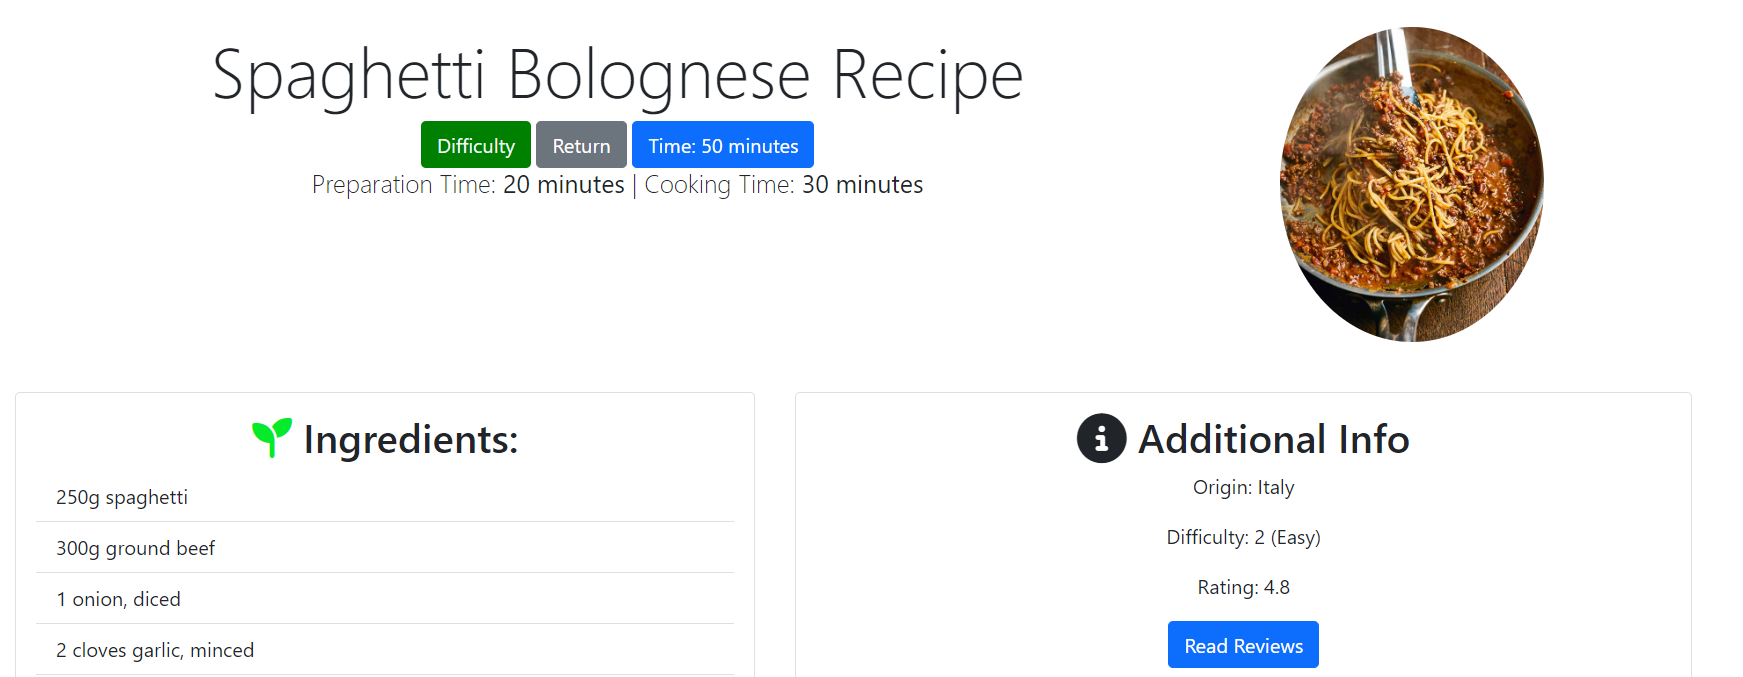 Spaghetti Bolognese Recipe
Difficulty Return Time: 50 minutes
Preparation Time: 20 minutes | Cooking Time: 30 minutes
Ingredients:
250g spaghetti
300g ground beef
1 onion, diced
2 cloves garlic, minced
Additional Info
Origin: Italy
Difficulty: 2 (Easy)
Rating: 4.8
Read Reviews